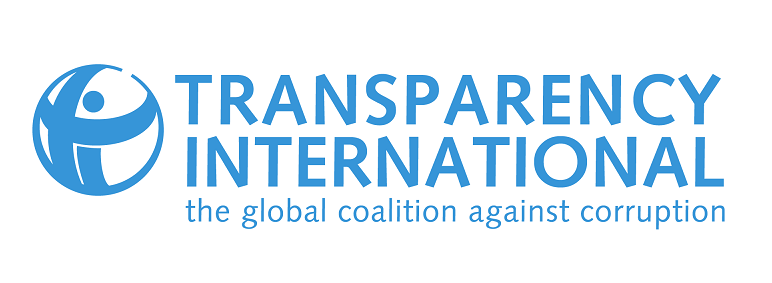 TRANSPARENCY
INTERNATIONAL
the global coalition against corruption